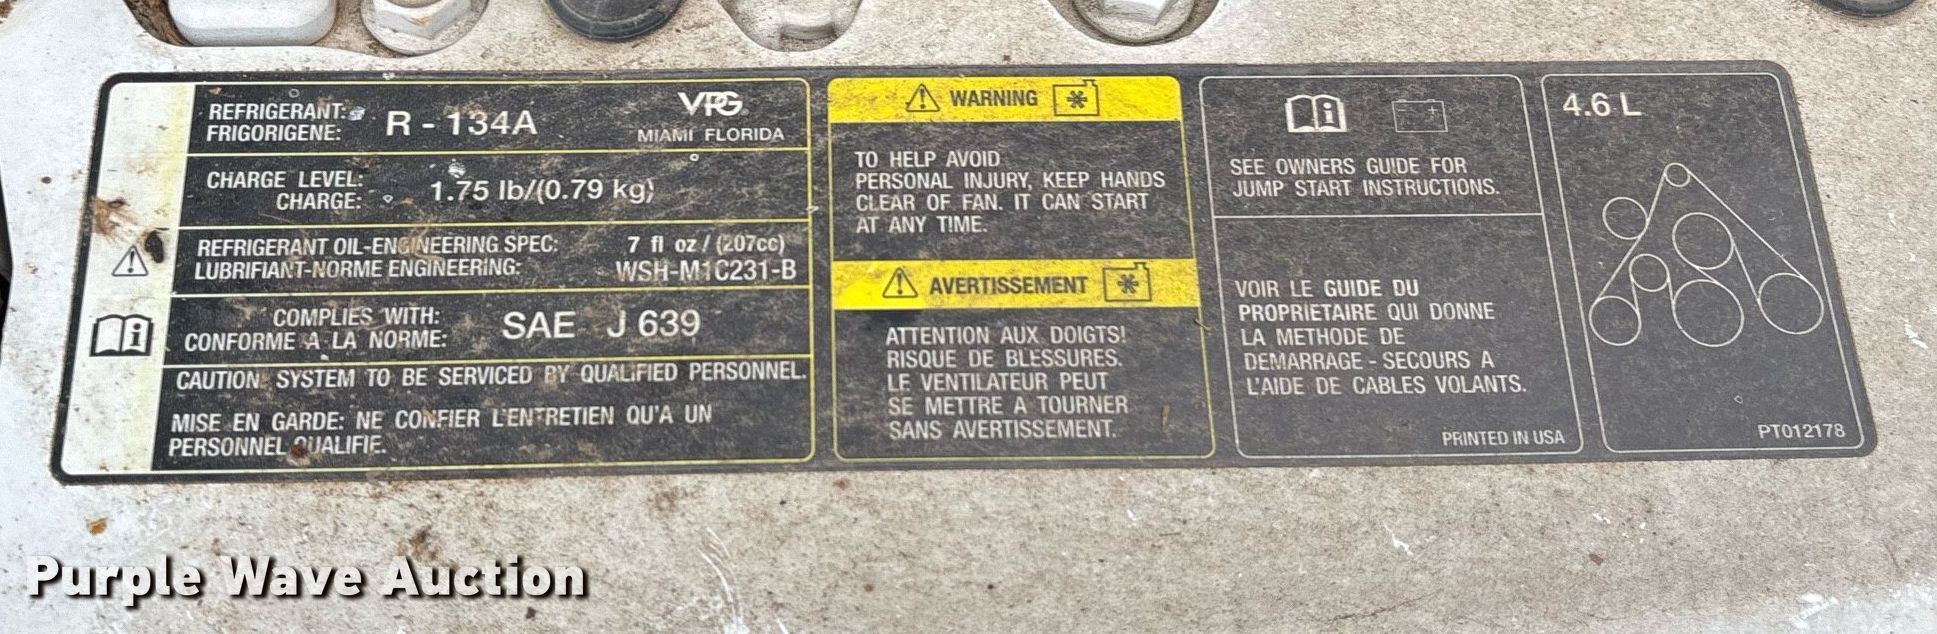 REFRIGERANT:
FRIGORIGENE:
R - 134A
VPG
MIAMI FLORIDA
CHARGE LEVEL:
CHARGE:
1.75 lb/(0.79 kg)
REFRIGERANT OIL-ENGINEERING SPEC:
LUBRIFIANT-NORME ENGINEERING:
7 fl oz / (207cc)
WSH-M1C231-B
COMPLIES WITH:
CONFORME A LA NORME:
SAE J 639
CAUTION: SYSTEM TO BE SERVICED BY QUALIFIED PERSONNEL.
MISE EN GARDE: NE CONFIER L'ENTRETIEN QU'A UN
PERSONNEL QUALIFIE.
WARNING
TO HELP AVOID
PERSONAL INJURY, KEEP HANDS
CLEAR OF FAN. IT CAN START
AT ANY TIME.
AVERTISSEMENT
ATTENTION AUX DOIGTS!
RISQUE DE BLESSURES.
LE VENTILATEUR PEUT
SE METTRE A TOURNER
SANS AVERTISSEMENT.
SEE OWNERS GUIDE FOR
JUMP START INSTRUCTIONS.
VOIR LE GUIDE DU
PROPRIETAIRE QUI DONNE
LA METHODE DE
DEMARRAGE - SECOURS A
L'AIDE DE CABLES VOLANTS.
PRINTED IN USA
4.6 L
PT012178
Purple Wave Auction